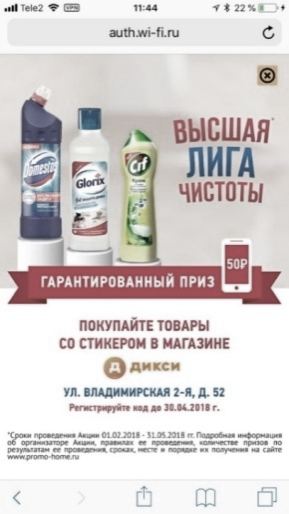 Tele2 VPN 11:44 22 %
auth.wi-fi.ru
Domestos
Glorix
Cif
ВЫСШАЯ*
ЛИГА
ЧИСТОТЫ
50₽
ГАРАНТИРОВАННЫЙ ПРИЗ
ПОКУПАЙТЕ ТОВАРЫ
СО СТИКЕРОМ В МАГАЗИНЕ
Д ДИКСИ
УЛ. ВЛАДИМИРСКАЯ 2-Я, Д. 52
Регистрируйте код до 30.04.2018 г.
*Сроки проведения Акции 01.02.2018 - 31.05.2018 гг. Подробная информация
об организаторе Акции, правилах ее проведения, количестве призов по
результатам ее проведения, сроках, месте и порядке их получения на сайте
www.promo-home.ru